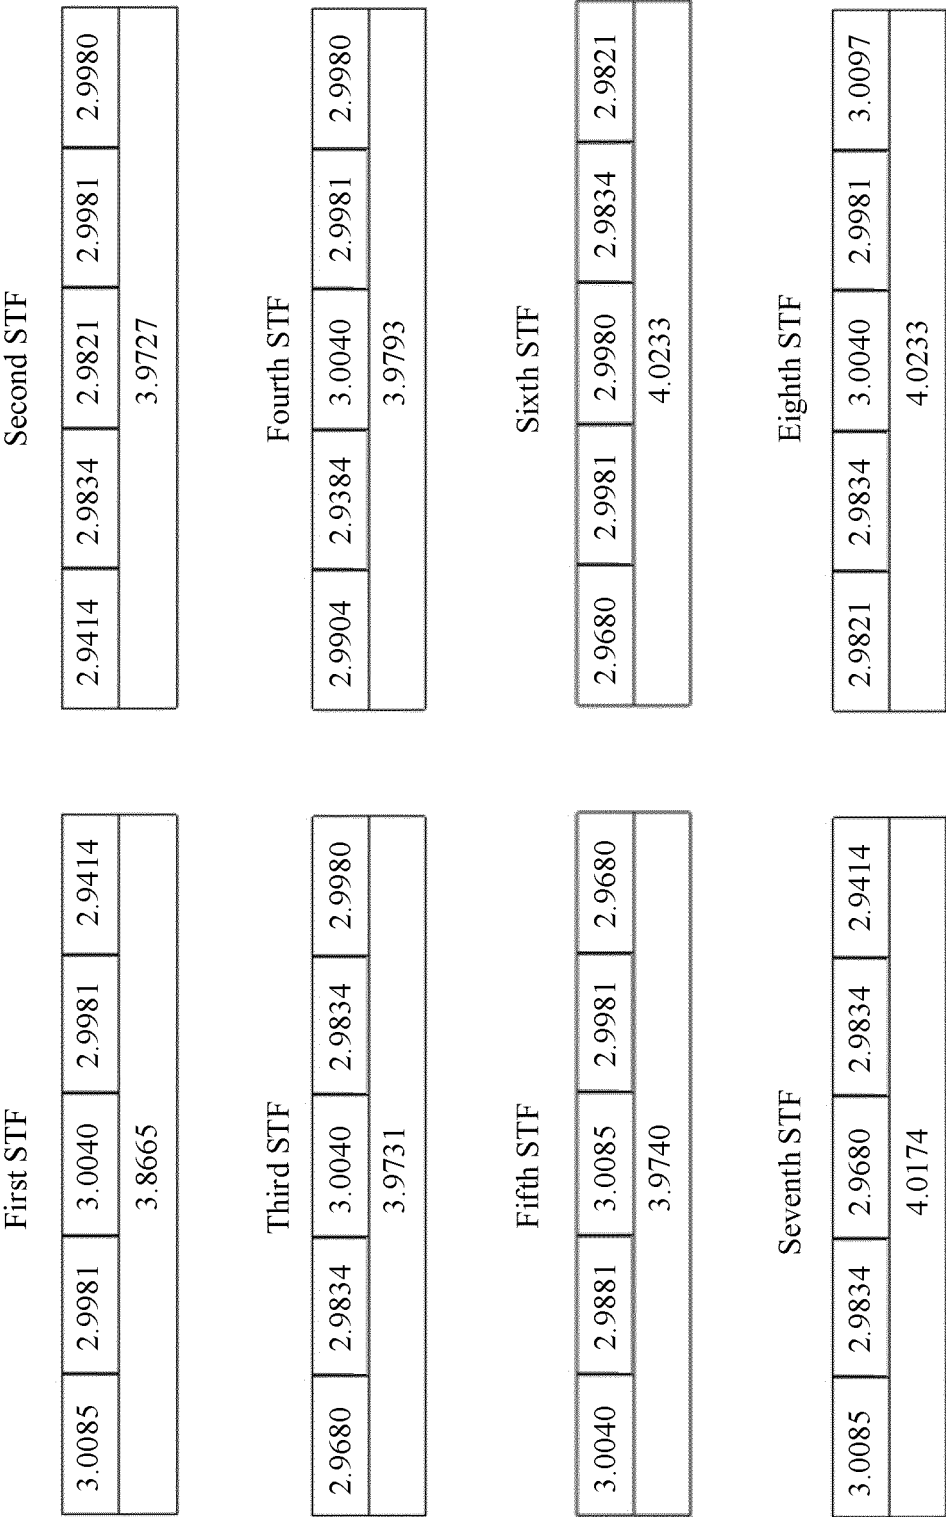 First STF
3.0085 2.9981 3.0040 2.9981 2.9414
3.8665
Second STF
2.9414 2.9834 2.9821 2.9981 2.9980
3.9727
Third STF
2.9680 2.9834 3.0040 2.9834 2.9980
3.9731
Fourth STF
2.9904 2.9384 3.0040 2.9981 2.9980
3.9793
Fifth STF
3.0040 2.9881 3.0085 2.9981 2.9680
3.9740
Sixth STF
2.9680 2.9981 2.9980 2.9834 2.9821
4.0233
Seventh STF
3.0085 2.9834 2.9680 2.9834 2.9414
4.0174
Eighth STF
2.9821 2.9834 3.0040 2.9981 3.0097
4.0233